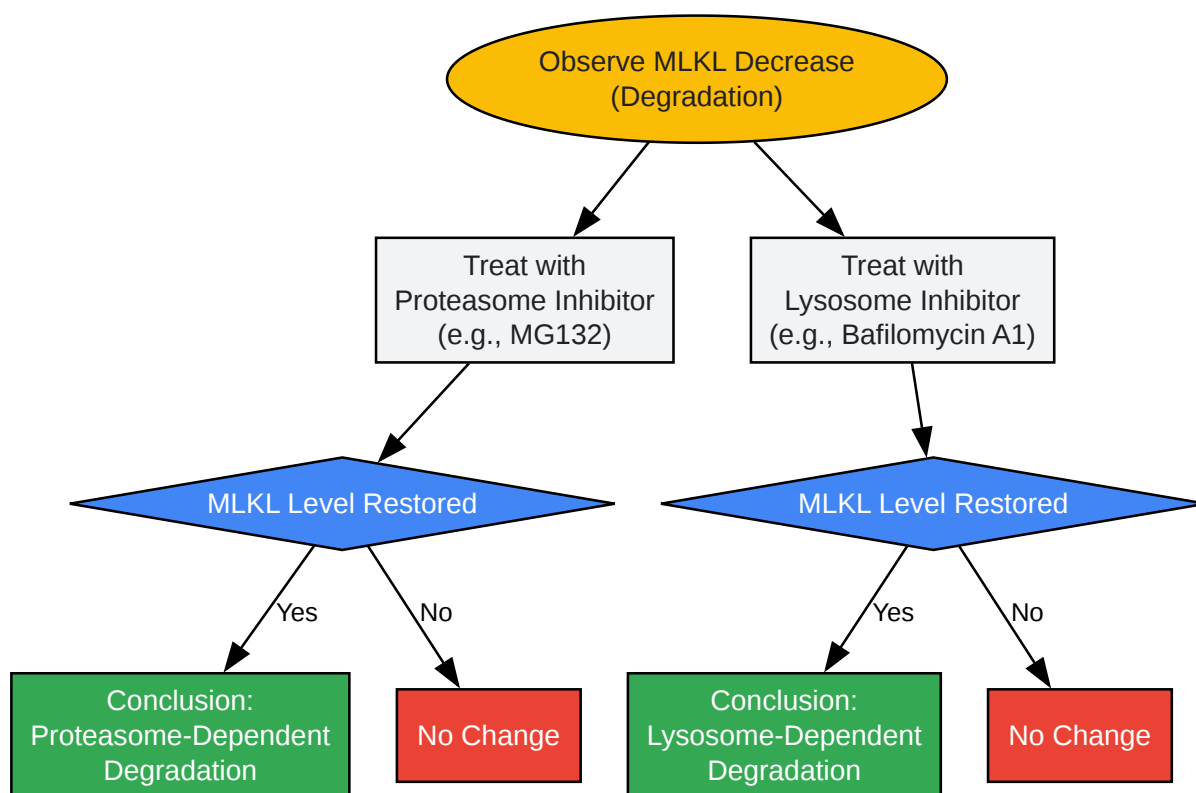 Observe MLKL Decrease
(Degradation)
Treat with
Proteasome Inhibitor
(e.g., MG132)
Treat with
Lysosome Inhibitor
(e.g., Bafilomycin A1)
MLKL Level Restored
MLKL Level Restored
Yes
No
Yes
No
Conclusion:
Proteasome-Dependent
Degradation
No Change
Conclusion:
Lysosome-Dependent
Degradation
No Change